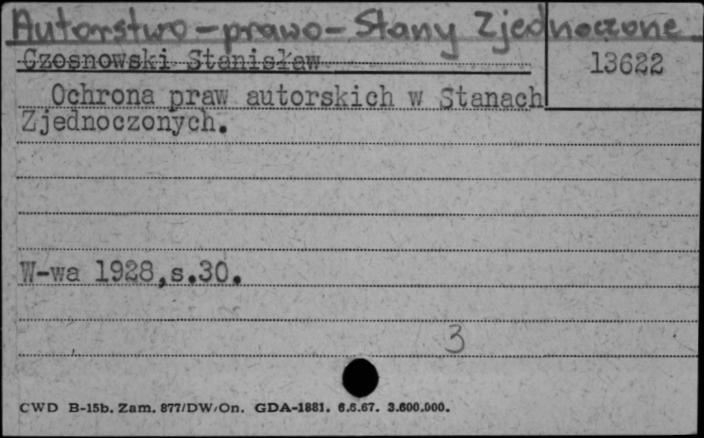 Autorstwo - prawo - Stany Zjednoczone
Czosnowski Stanisław
13622
Ochrona praw autorskich w Stanach
Zjednoczonych.
W-wa 1928,s.30.
3
CWD B-15b. Zam. 877/DW/On. GDA-1881. 6.6.67. 3.600.000.